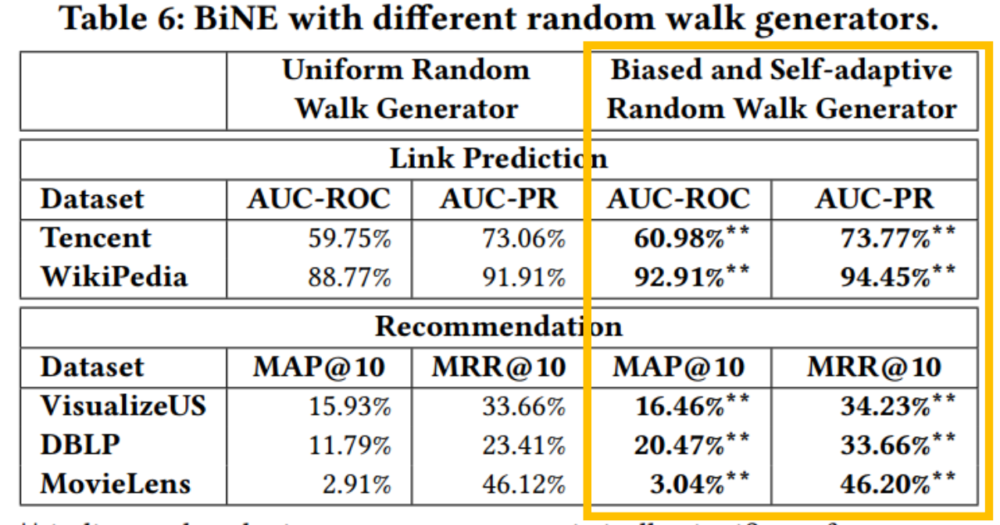 Table 6: BiNE with different random walk generators.
Uniform Random Biased and Self-adaptive
Walk Generator Random Walk Generator
Link Prediction
Dataset AUC-ROC AUC-PR AUC-ROC AUC-PR
Tencent 59.75% 73.06% 60.98%** 73.77%**
WikiPedia 88.77% 91.91% 92.91%** 94.45%**
Recommendation
Dataset MAP@10 MRR@10 MAP@10 MRR@10
VisualizeUS 15.93% 33.66% 16.46%** 34.23%**
DBLP 11.79% 23.41% 20.47%** 33.66%**
MovieLens 2.91% 46.12% 3.04%** 46.20%**